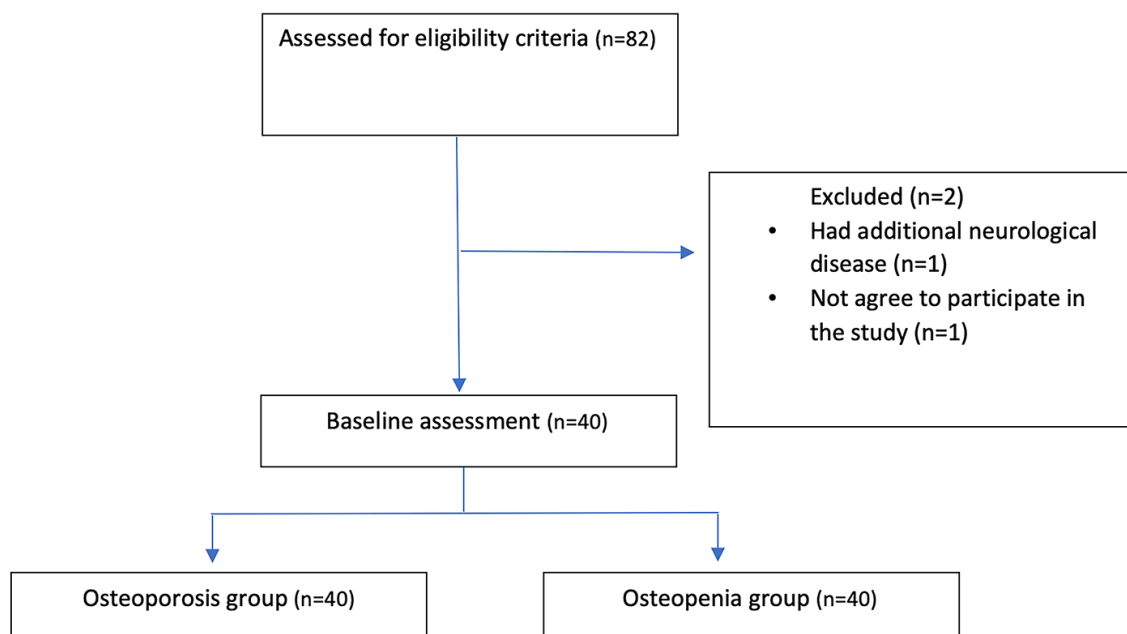 Assessed for eligibility criteria (n=82)
Excluded (n=2)
• Had additional neurological
disease (n=1)
• Not agree to participate in
the study (n=1)
Baseline assessment (n=40)
Osteoporosis group (n=40)
Osteopenia group (n=40)